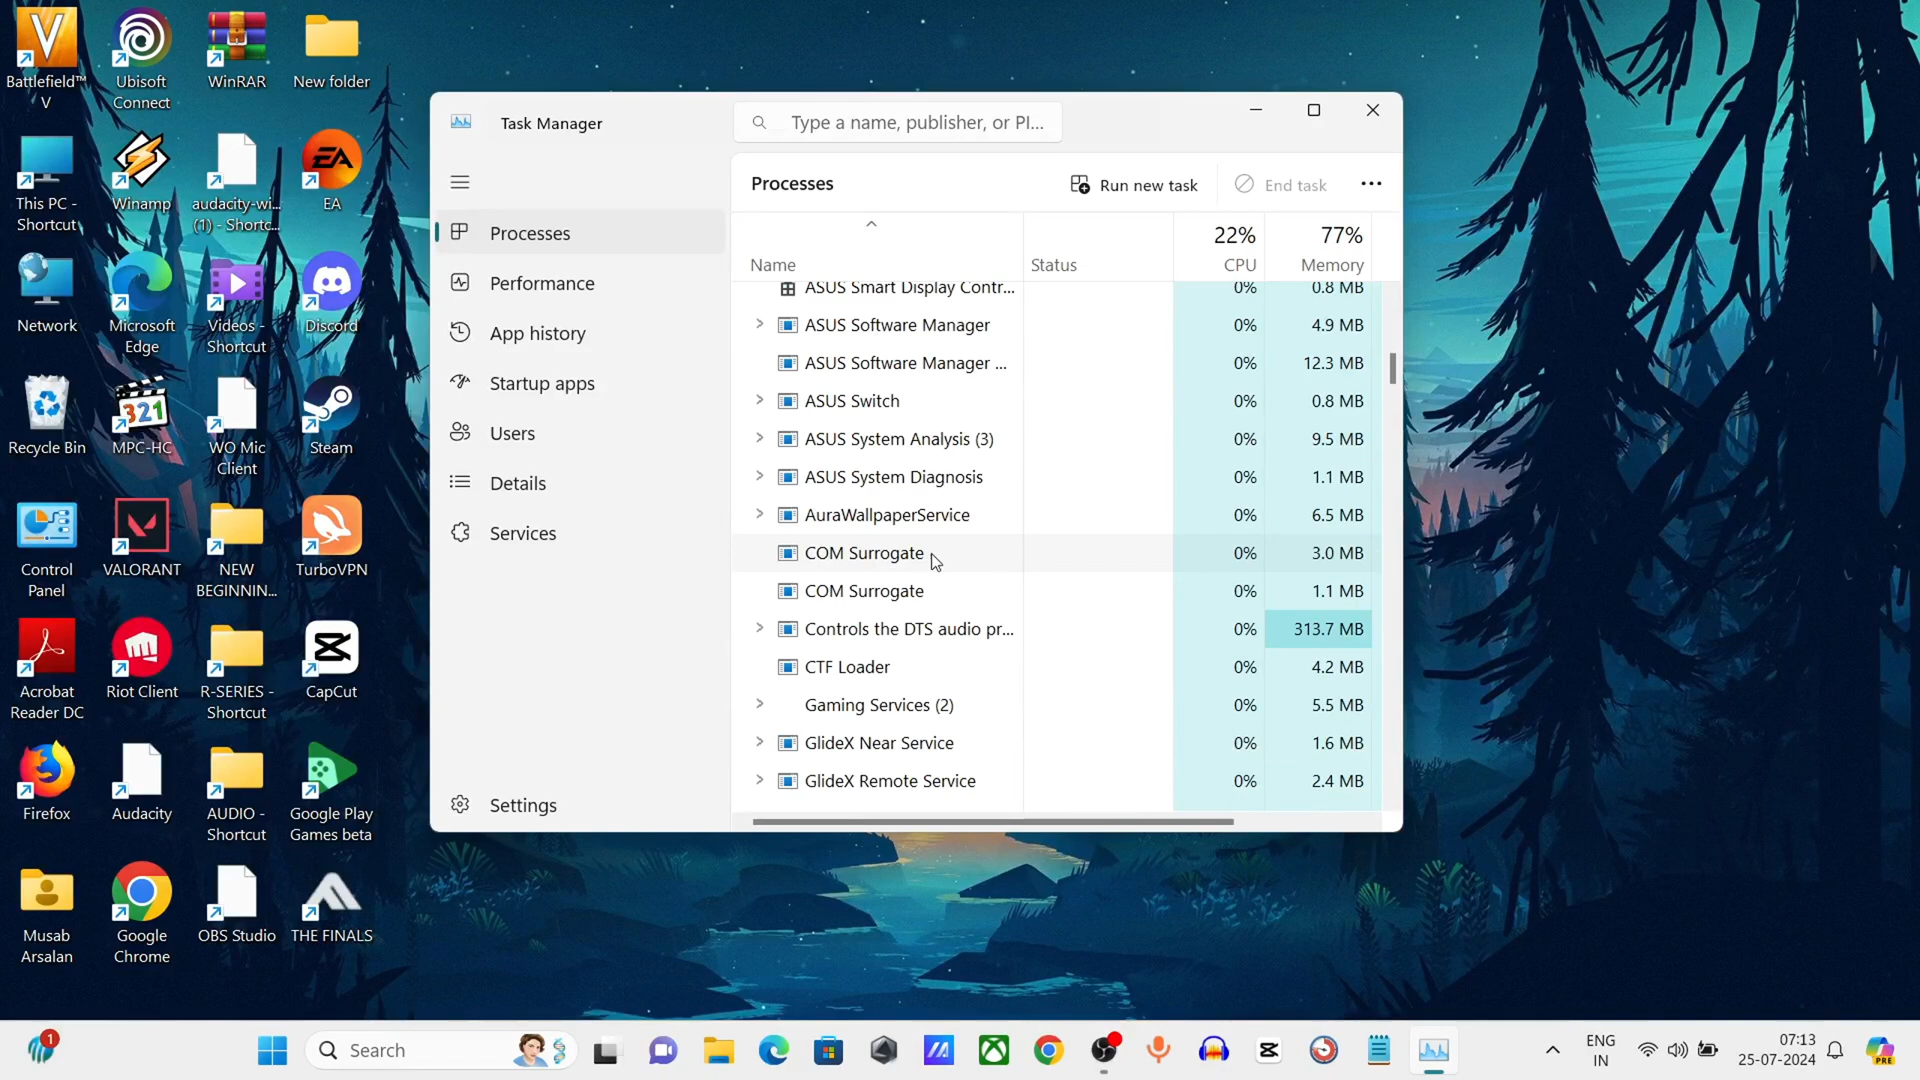 Battlefield™
V
Ubisoft
Connect
WinRAR
New folder
This PC -
Shortcut
Winamp
audacity-wi...
(1) - Shortc...
EA
Network
Microsoft
Edge
Videos -
Shortcut
Discord
Recycle Bin
321
MPC-HC
WO Mic
Client
Steam
Control
Panel
VALORANT
NEW
BEGINNIN...
TurboVPN
Acrobat
Reader DC
Riot Client
R-SERIES -
Shortcut
CapCut
Firefox
Audacity
AUDIO -
Shortcut
Google Play
Games beta
Musab
Arsalan
Google
Chrome
OBS Studio
THE FINALS
Task Manager
Type a name, publisher, or PI...
Processes
Performance
App history
Startup apps
Users
Details
Services
Settings
Processes
Run new task
End task
22% 77%
Name Status CPU Memory
ASUS Smart Display Contr... 0% 0.8 MB
ASUS Software Manager 0% 4.9 MB
ASUS Software Manager ... 0% 12.3 MB
ASUS Switch 0% 0.8 MB
ASUS System Analysis (3) 0% 9.5 MB
ASUS System Diagnosis 0% 1.1 MB
AuraWallpaperService 0% 6.5 MB
COM Surrogate 0% 3.0 MB
COM Surrogate 0% 1.1 MB
Controls the DTS audio pr... 0% 313.7 MB
CTF Loader 0% 4.2 MB
Gaming Services (2) 0% 5.5 MB
GlideX Near Service 0% 1.6 MB
GlideX Remote Service 0% 2.4 MB
1
Search
ENG
IN
07:13
25-07-2024
PRE